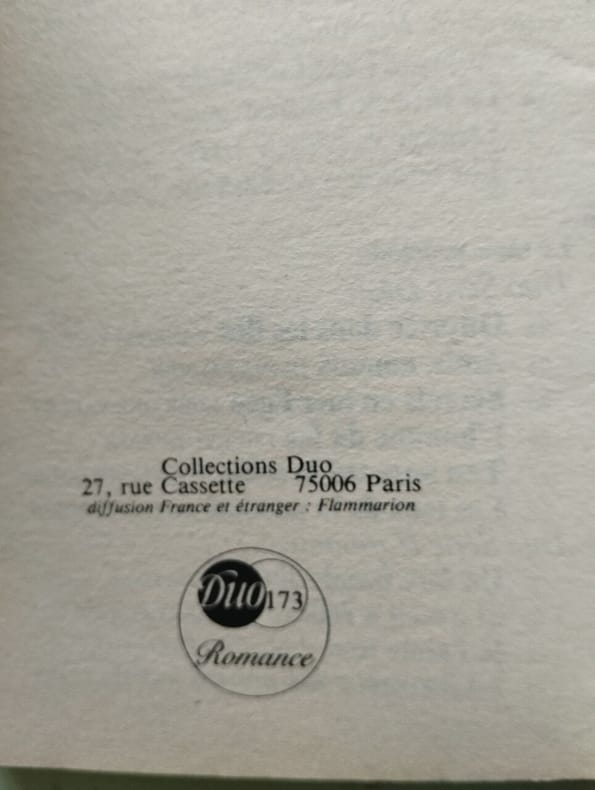 Collections Duo
27, rue Cassette 75006 Paris
diffusion France et étranger : Flammarion
Duo 173
Romance